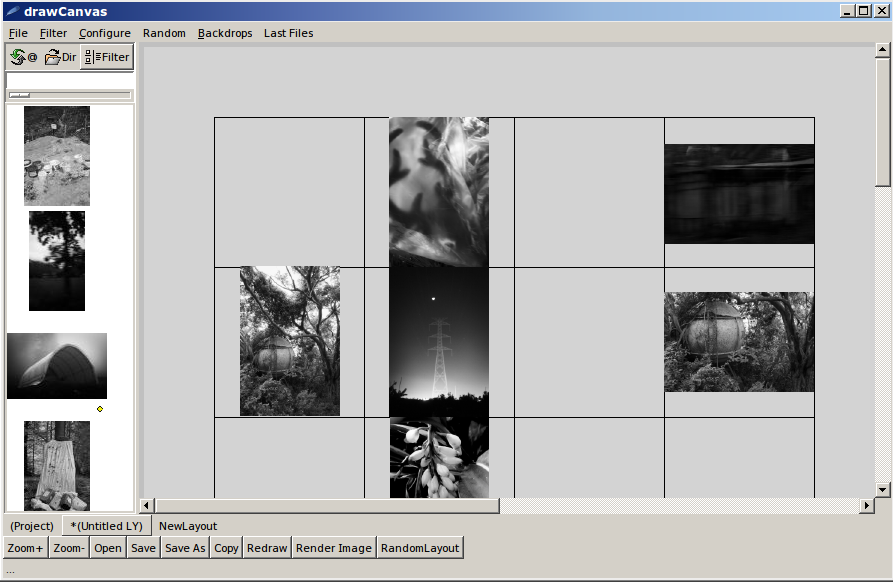 drawCanvas
File Filter Configure Random Backdrops Last Files
@ Dir Filter
(Project) *(Untitled LY) NewLayout
Zoom+ Zoom- Open Save Save As Copy Redraw Render Image RandomLayout
...